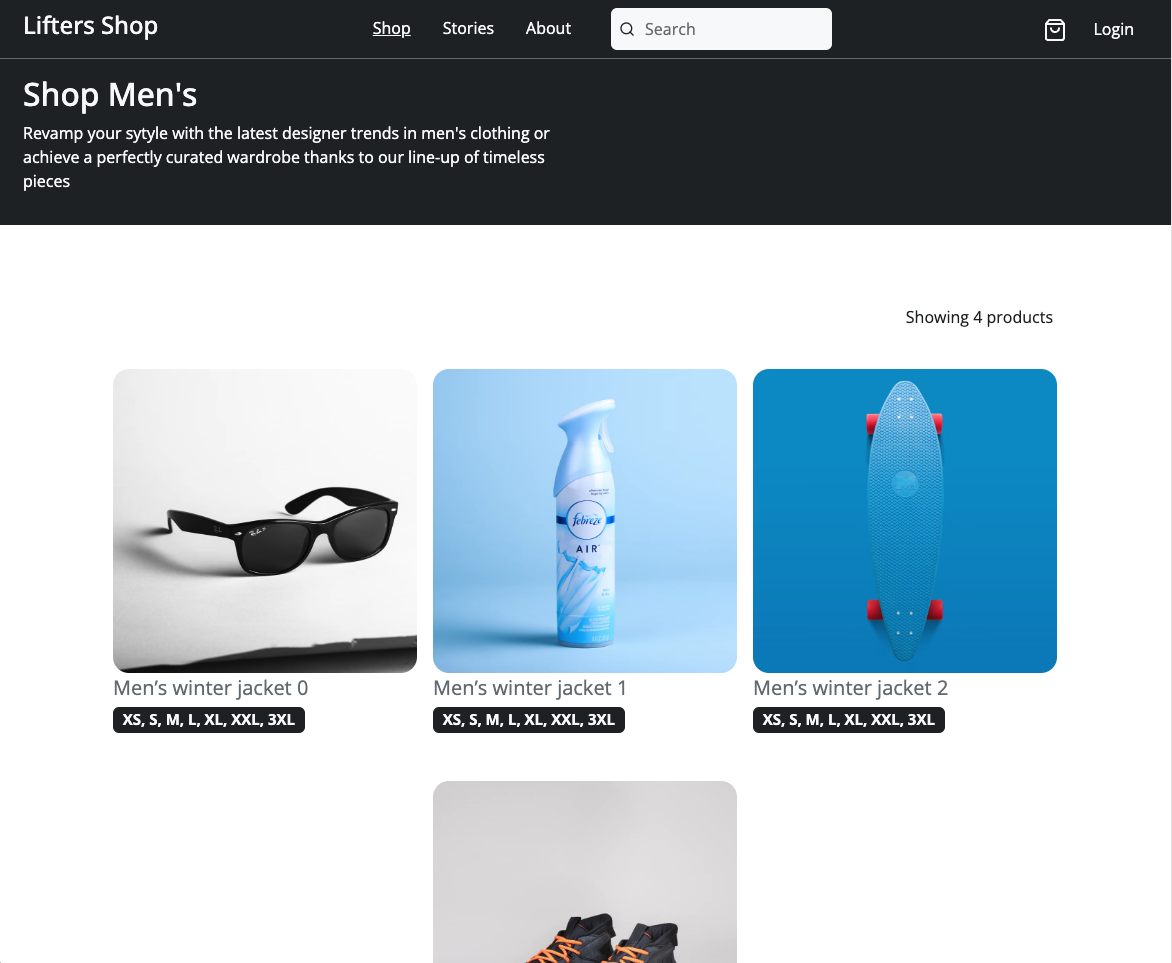 Lifters Shop
Shop Stories About Search Login
Shop Men's
Revamp your sytyle with the latest designer trends in men's clothing or
achieve a perfectly curated wardrobe thanks to our line-up of timeless
pieces
Showing 4 products
Ray-Ban
febreze
AIR
Men’s winter jacket 0
Men’s winter jacket 1
Men’s winter jacket 2
XS, S, M, L, XL, XXL, 3XL
XS, S, M, L, XL, XXL, 3XL
XS, S, M, L, XL, XXL, 3XL